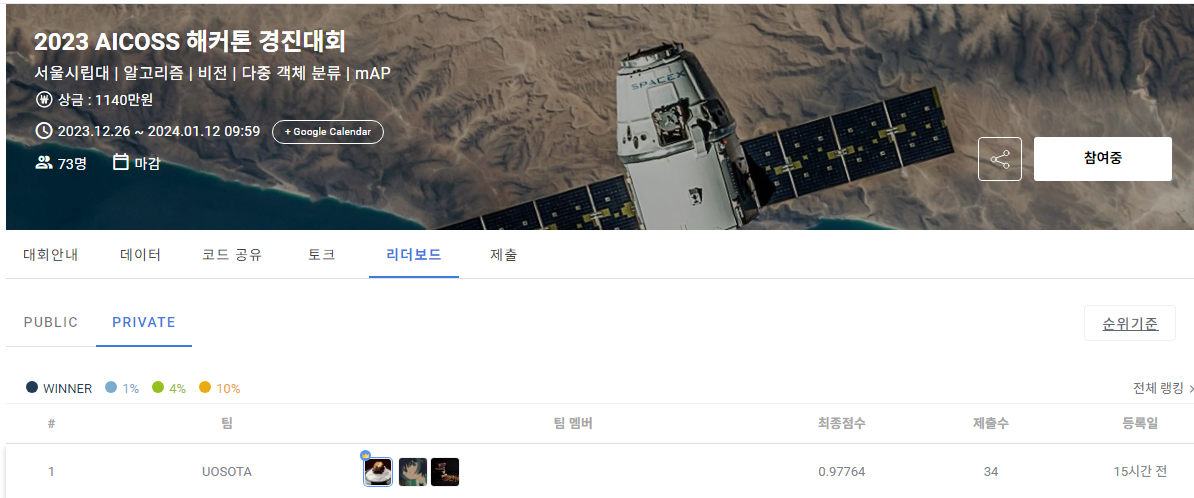 2023 AICOSS 해커톤 경진대회
서울시립대 | 알고리즘 | 비전 | 다중 객체 분류 | mAP
상금 : 1140만원
2023.12.26 ~ 2024.01.12 09:59 + Google Calendar
73명 마감
SPACEX
참여중
대회안내 데이터 코드 공유 토크 리더보드 제출
PUBLIC PRIVATE 순위기준
WINNER 1% 4% 10% 전체 랭킹
# 팀 팀 멤버 최종점수 제출수 등록일
1 UOSOTA 0.97764 34 15시간 전